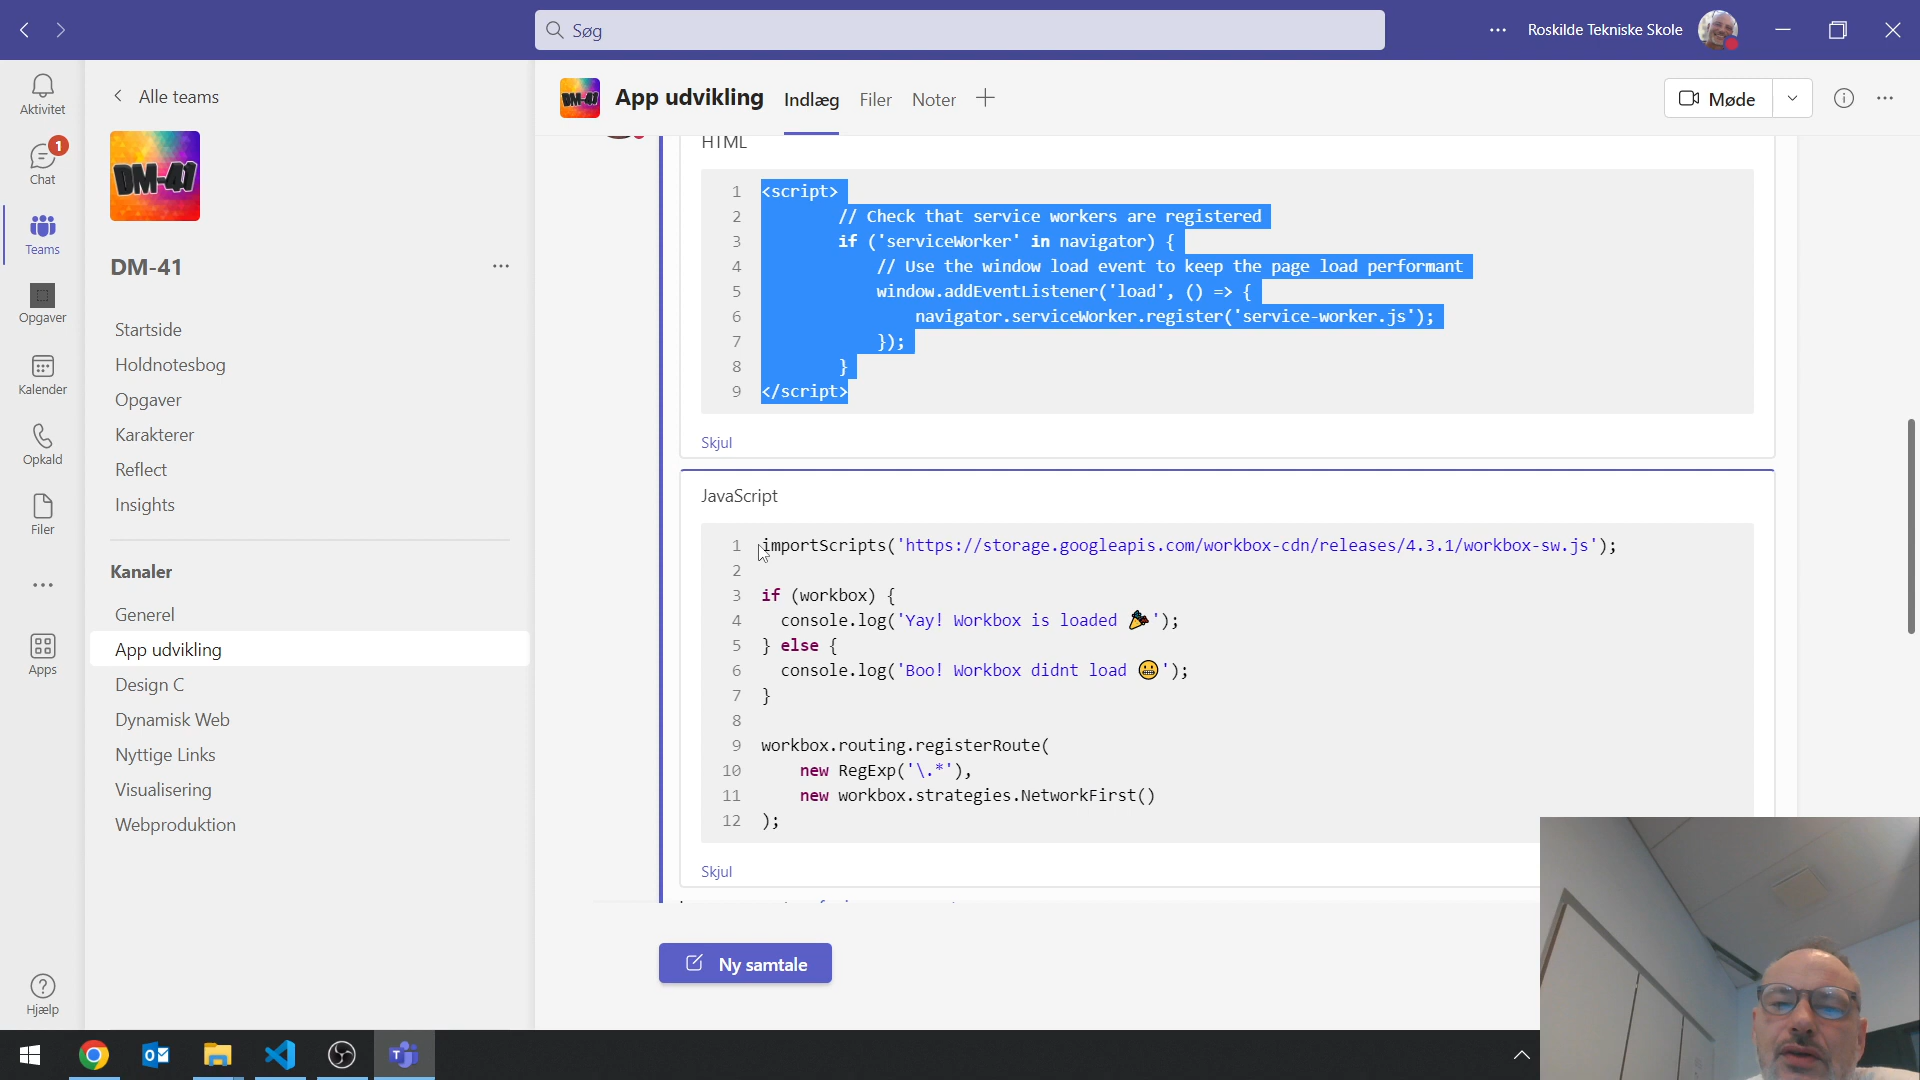 Søg
Roskilde Tekniske Skole
Aktivitet
1
Chat
Teams
Opgaver
Kalender
Opkald
Filer
Apps
Hjælp
Alle teams
DM-41
DM-41
Startside
Holdnotesbog
Opgaver
Karakterer
Reflect
Insights
Kanaler
Generel
App udvikling
Design C
Dynamisk Web
Nyttige Links
Visualisering
Webproduktion
DM-41
App udvikling
Indlæg
Filer
Noter
Møde
HTML
1 <script>
2 // Check that service workers are registered
3 if ('serviceWorker' in navigator) {
4 // Use the window load event to keep the page load performant
5 window.addEventListener('load', () => {
6 navigator.serviceWorker.register('service-worker.js');
7 });
8 }
9 </script>
Skjul
JavaScript
1 importScripts('https://storage.googleapis.com/workbox-cdn/releases/4.3.1/workbox-sw.js');
2
3 if (workbox) {
4 console.log('Yay! Workbox is loaded 🎉');
5 } else {
6 console.log('Boo! Workbox didnt load 😬');
7 }
8
9 workbox.routing.registerRoute(
10 new RegExp('\.*'),
11 new workbox.strategies.NetworkFirst()
12 );
Skjul
Ny samtale